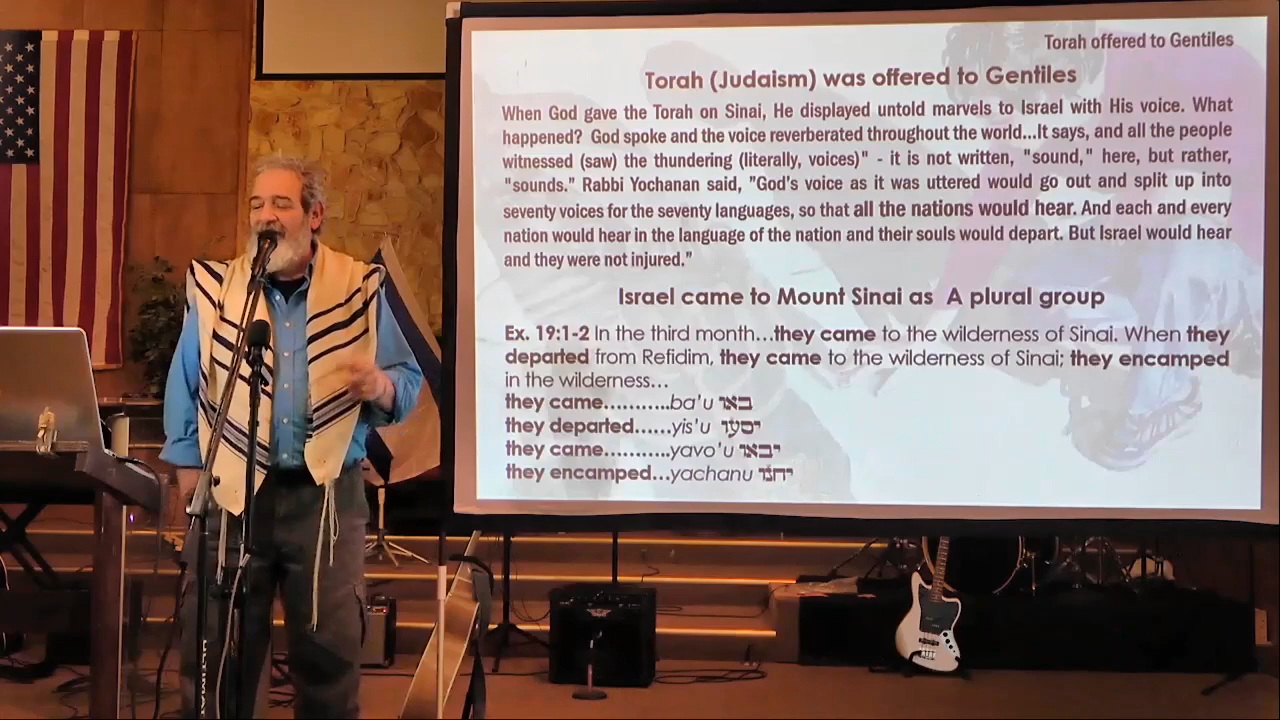 Torah offered to Gentiles
Torah (Judaism) was offered to Gentiles
When God gave the Torah on Sinai, He displayed untold marvels to Israel with His voice. What
happened? God spoke and the voice reverberated throughout the world...It says, and all the people
witnessed (saw) the thundering (literally, voices)" - it is not written, "sound," here, but rather,
"sounds." Rabbi Yochanan said, "God's voice as it was uttered would go out and split up into
seventy voices for the seventy languages, so that all the nations would hear. And each and every
nation would hear in the language of the nation and their souls would depart. But Israel would hear
and they were not injured."
Israel came to Mount Sinai as A plural group
Ex. 19:1-2 In the third month...they came to the wilderness of Sinai. When they
departed from Refidim, they came to the wilderness of Sinai; they encamped
in the wilderness...
they came...........ba'u באו
they departed......yis'u יסעו
they came...........yavo'u יבאו
they encamped...yachanu יחנו